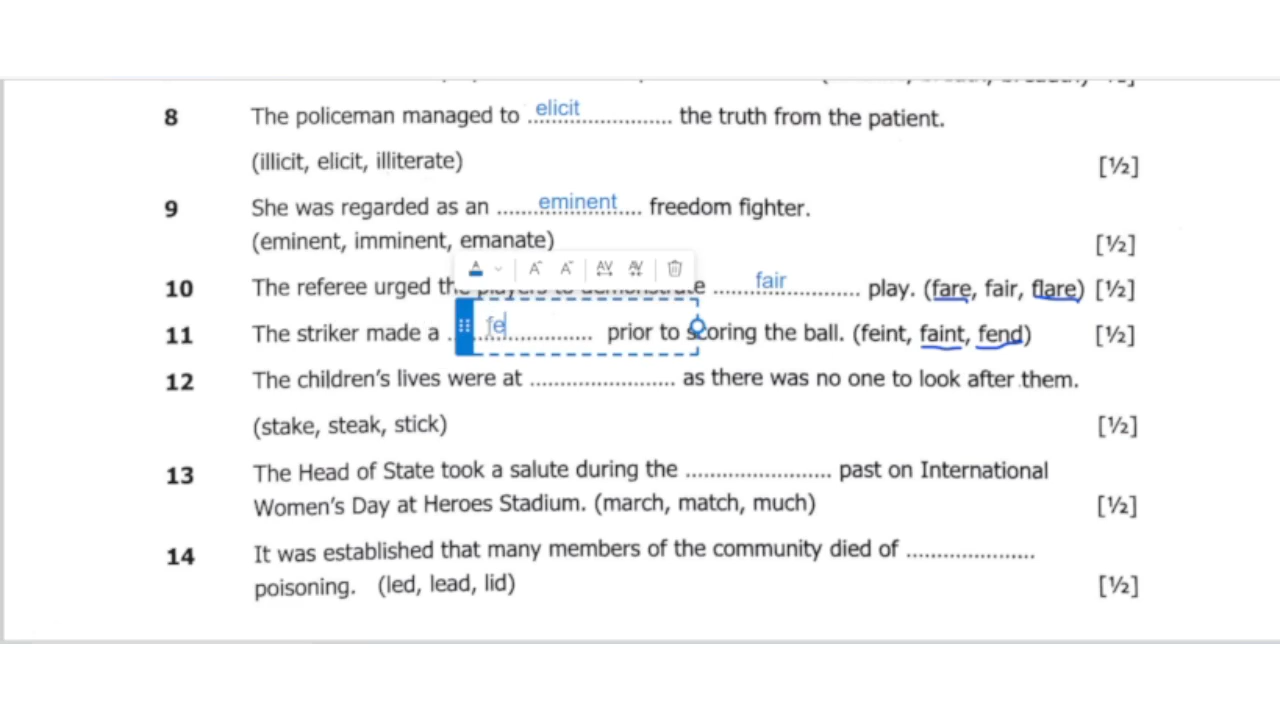 8 The policeman managed to elicit the truth from the patient.
(illicit, elicit, illiterate) [½]
9 She was regarded as an eminent freedom fighter.
(eminent, imminent, emanate) [½]
10 The referee urged the players to demonstrate fair play. (fare, fair, flare) [½]
11 The striker made a fe prior to scoring the ball. (feint, faint, fend) [½]
12 The children's lives were at ........................ as there was no one to look after them.
(stake, steak, stick) [½]
13 The Head of State took a salute during the ........................ past on International
Women's Day at Heroes Stadium. (march, match, much) [½]
14 It was established that many members of the community died of .....................
poisoning. (led, lead, lid) [½]